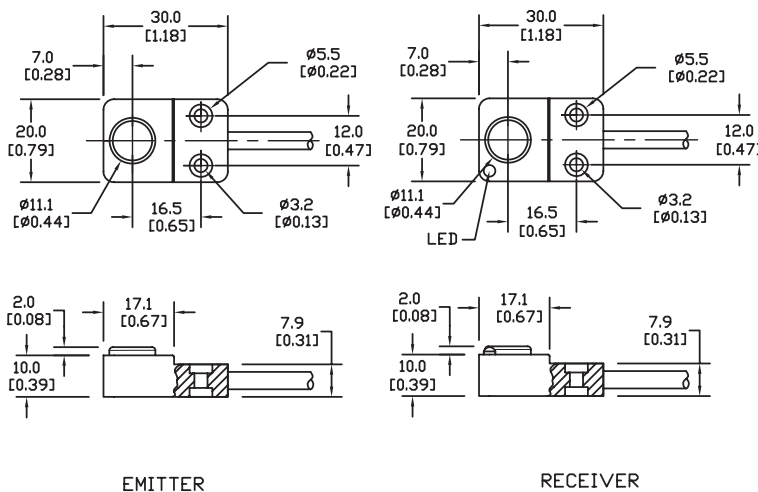 30.0
[1.18]
7.0
[0.28]
ø5.5
[ø0.22]
20.0
[0.79]
12.0
[0.47]
ø11.1
[ø0.44]
16.5
[0.65]
ø3.2
[ø0.13]
30.0
[1.18]
7.0
[0.28]
ø5.5
[ø0.22]
20.0
[0.79]
12.0
[0.47]
ø11.1
[ø0.44]
16.5
[0.65]
ø3.2
[ø0.13]
LED
2.0
[0.08]
17.1
[0.67]
7.9
[0.31]
10.0
[0.39]
2.0
[0.08]
17.1
[0.67]
7.9
[0.31]
10.0
[0.39]
EMITTER
RECEIVER